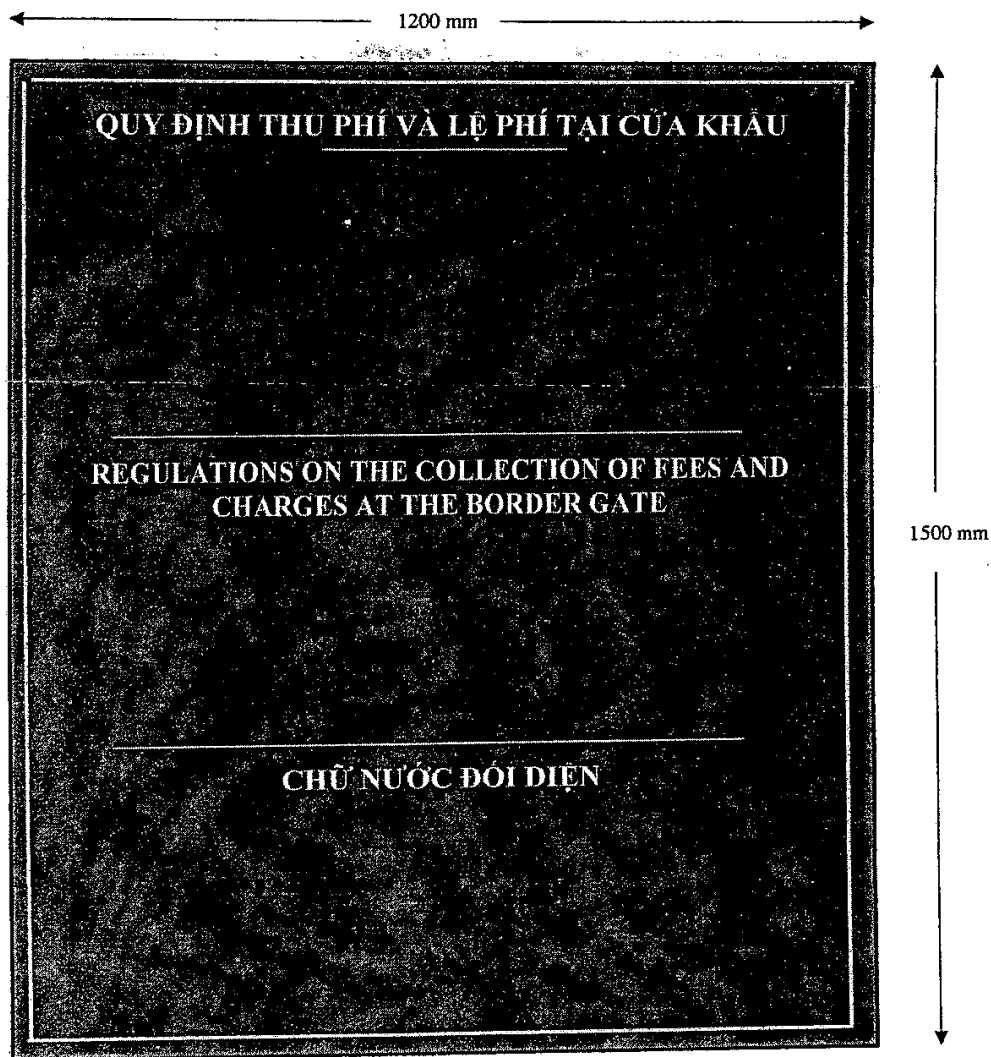 1200 mm
QUY ĐỊNH THU PHÍ VÀ LỆ PHÍ TẠI CỬA KHẨU
REGULATIONS ON THE COLLECTION OF FEES AND
CHARGES AT THE BORDER GATE
1500 mm
CHỮ NƯỚC ĐỐI DIỆN